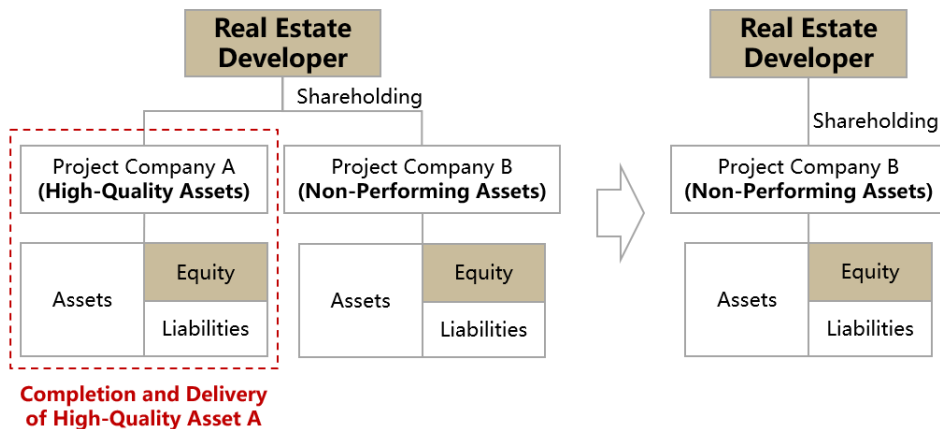 Real Estate
Developer
Shareholding
Project Company A
(High-Quality Assets)
Project Company B
(Non-Performing Assets)
Assets
Equity
Liabilities
Assets
Equity
Liabilities
Completion and Delivery
of High-Quality Asset A
Real Estate
Developer
Shareholding
Project Company B
(Non-Performing Assets)
Assets
Equity
Liabilities